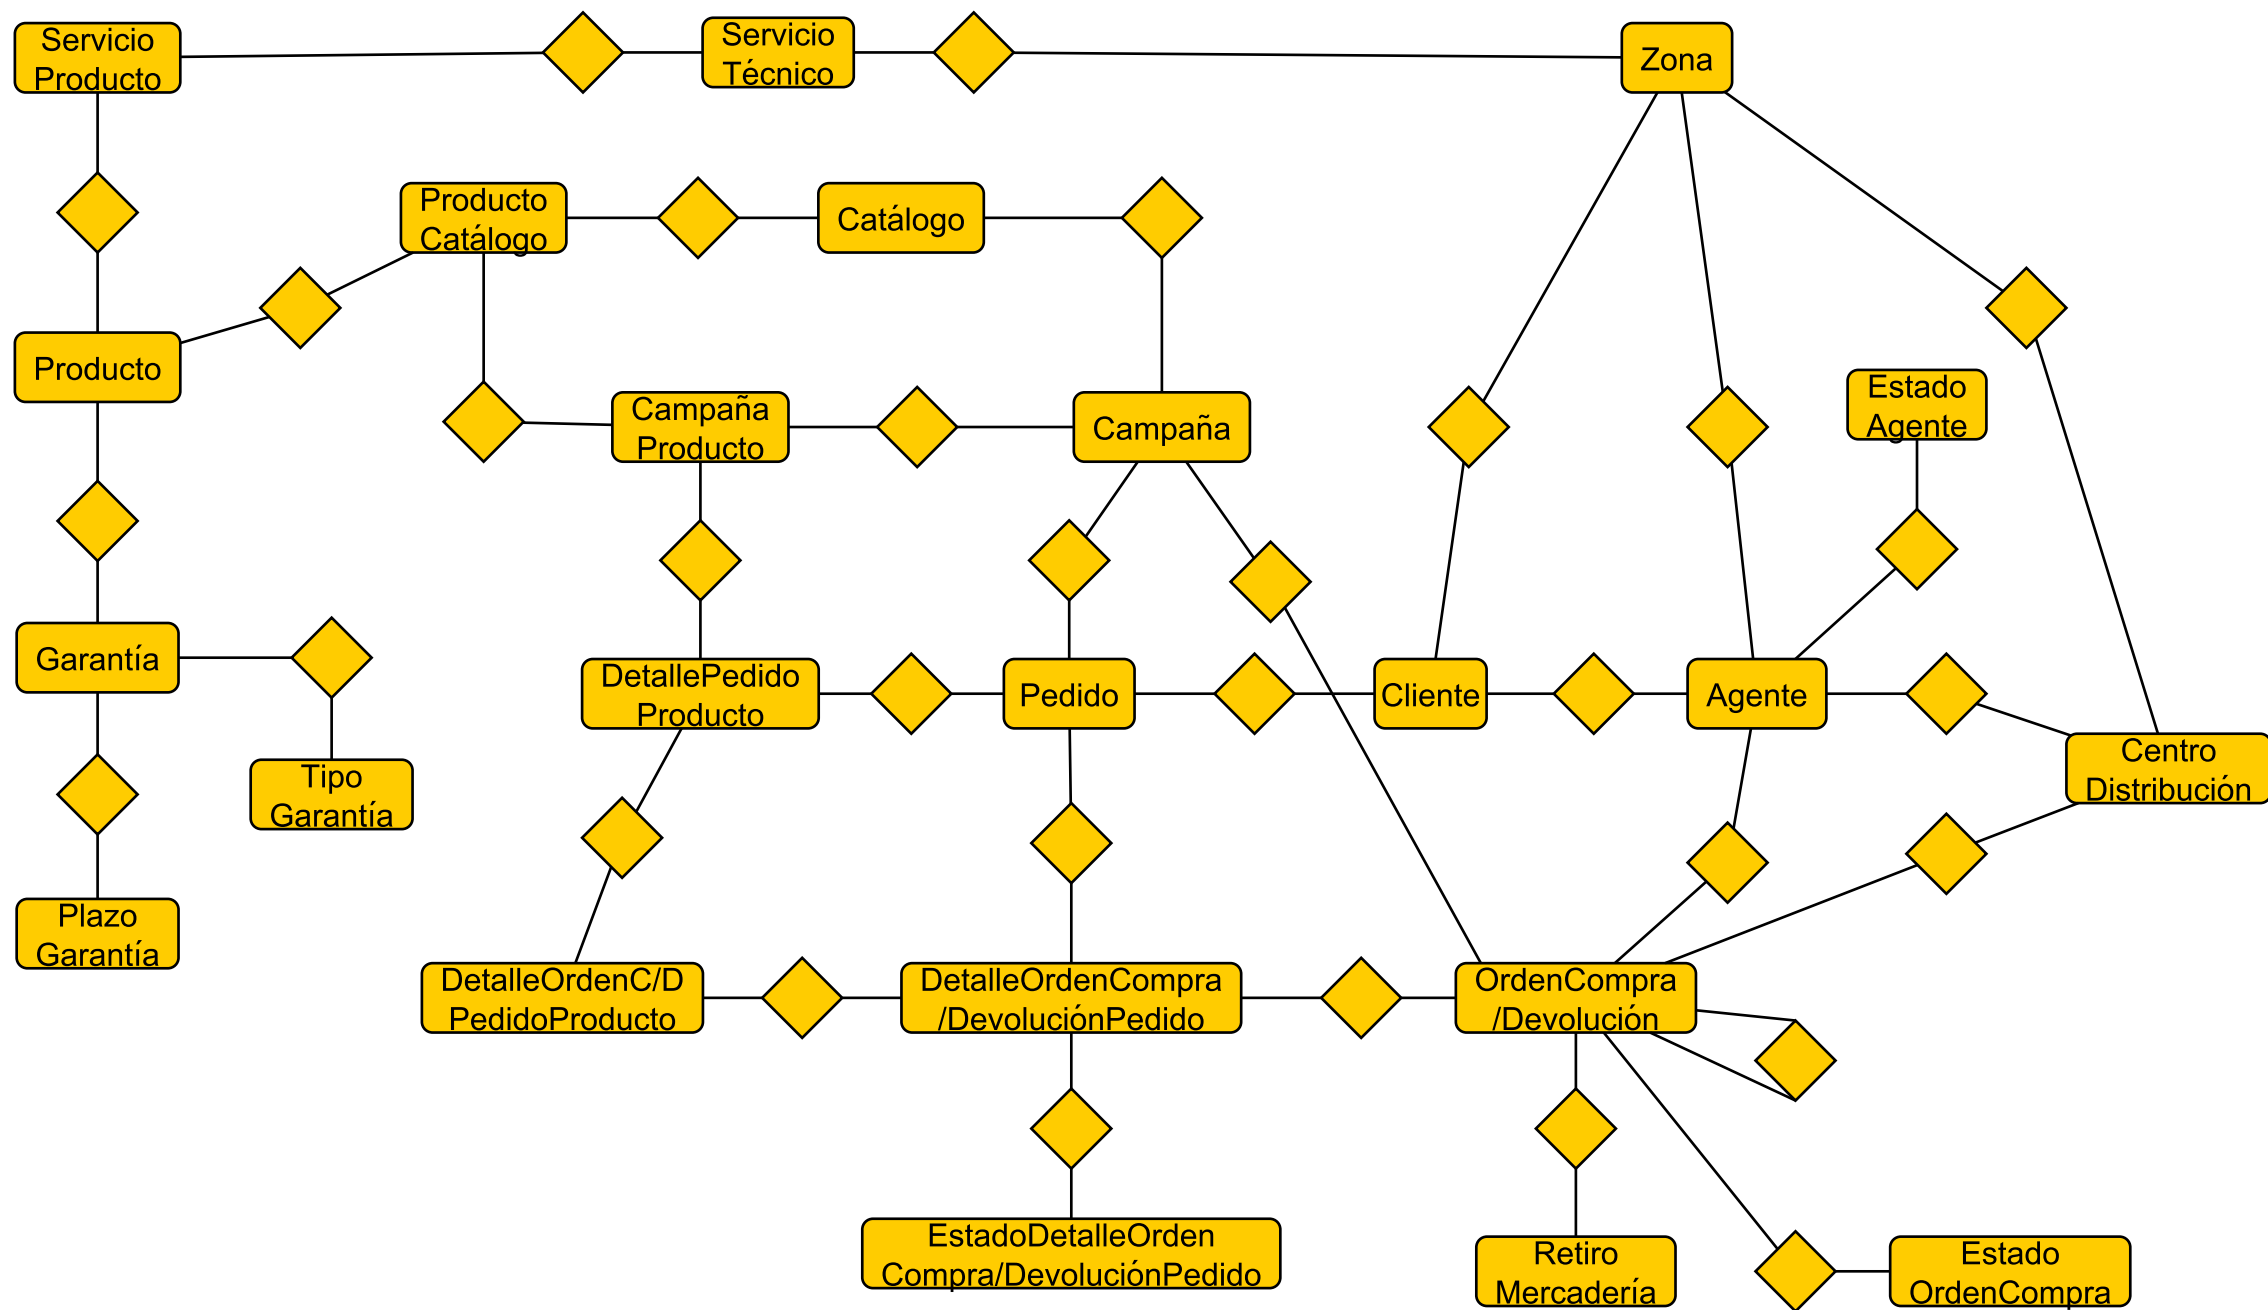 Servicio
Producto
Servicio
Técnico
Zona
Producto
Catálogo
Catálogo
Producto
Campaña
Producto
Campaña
Estado
Agente
Garantía
DetallePedido
Producto
Pedido
Cliente
Agente
Centro
Distribución
Tipo
Garantía
Plazo
Garantía
DetalleOrdenC/D
PedidoProducto
DetalleOrdenCompra
/DevoluciónPedido
OrdenCompra
/Devolución
EstadoDetalleOrden
Compra/DevoluciónPedido
Retiro
Mercadería
Estado
OrdenCompra